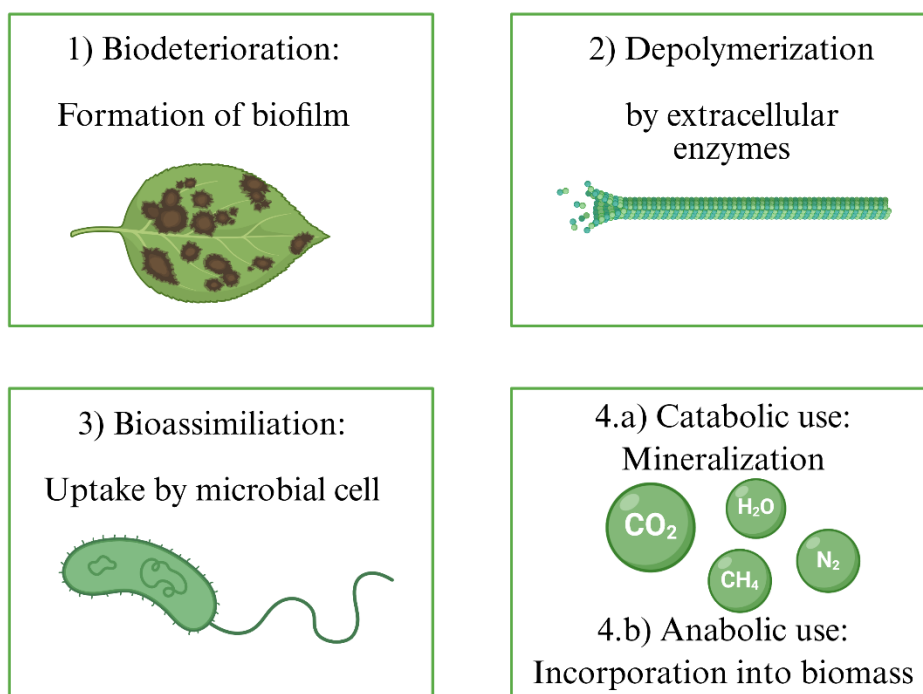 1) Biodeterioration:
Formation of biofilm
2) Depolymerization
by extracellular
enzymes
3) Bioassimiliation:
Uptake by microbial cell
4.a) Catabolic use:
Mineralization
CO₂
H₂O
CH₄
N₂
4.b) Anabolic use:
Incorporation into biomass